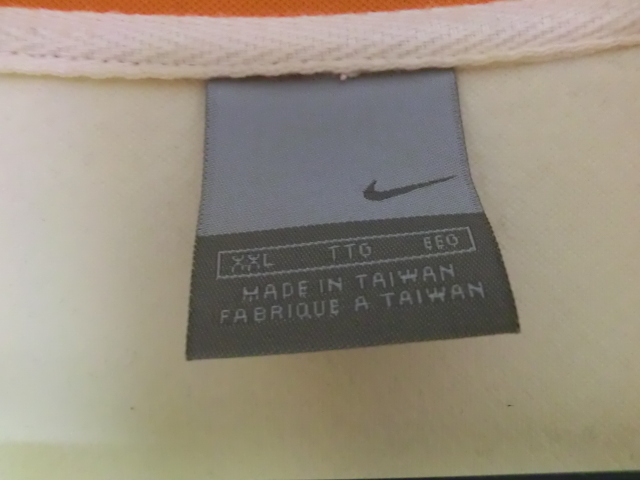 XXL TTG EEG
MADE IN TAIWAN
FABRIQUE A TAIWAN